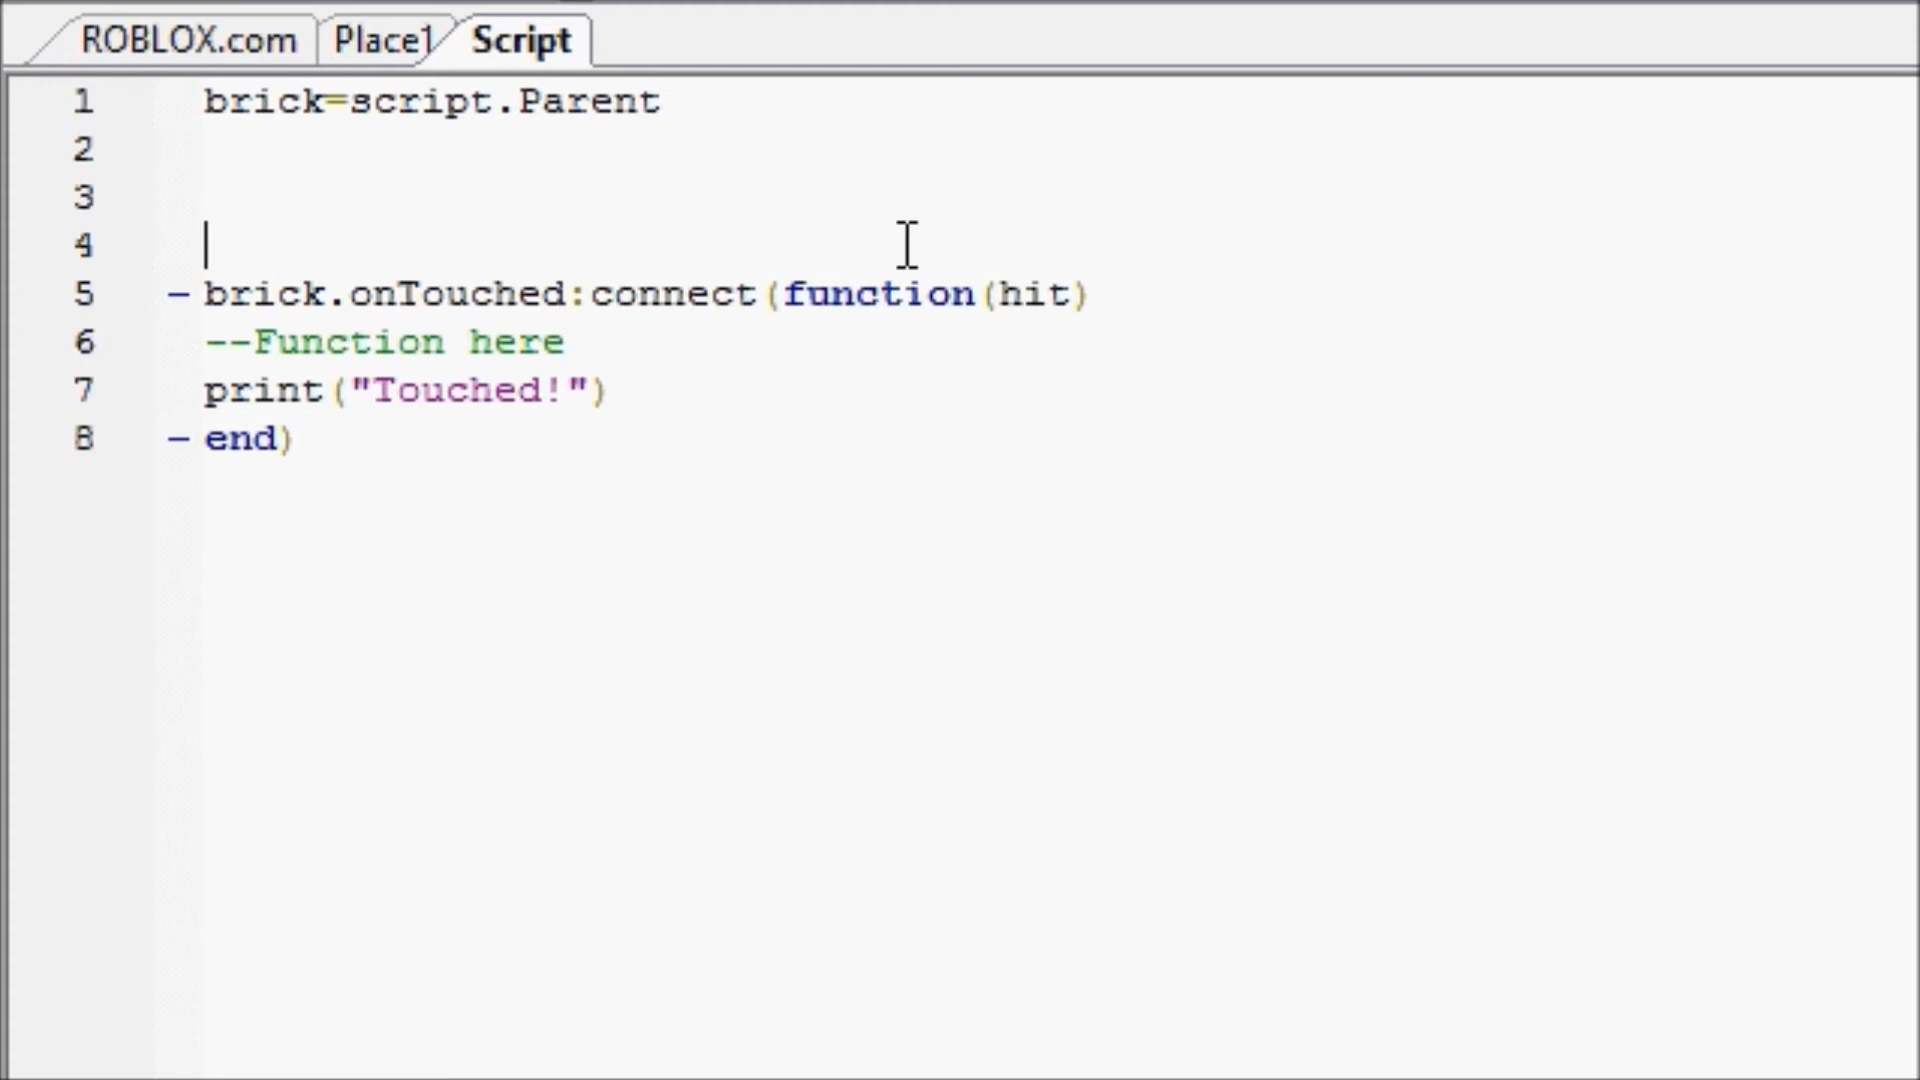 ROBLOX.com Place1 Script
1 brick=script.Parent
2
3
4
5 brick.onTouched:connect(function(hit)
6 --Function here
7 print("Touched!")
8 end)